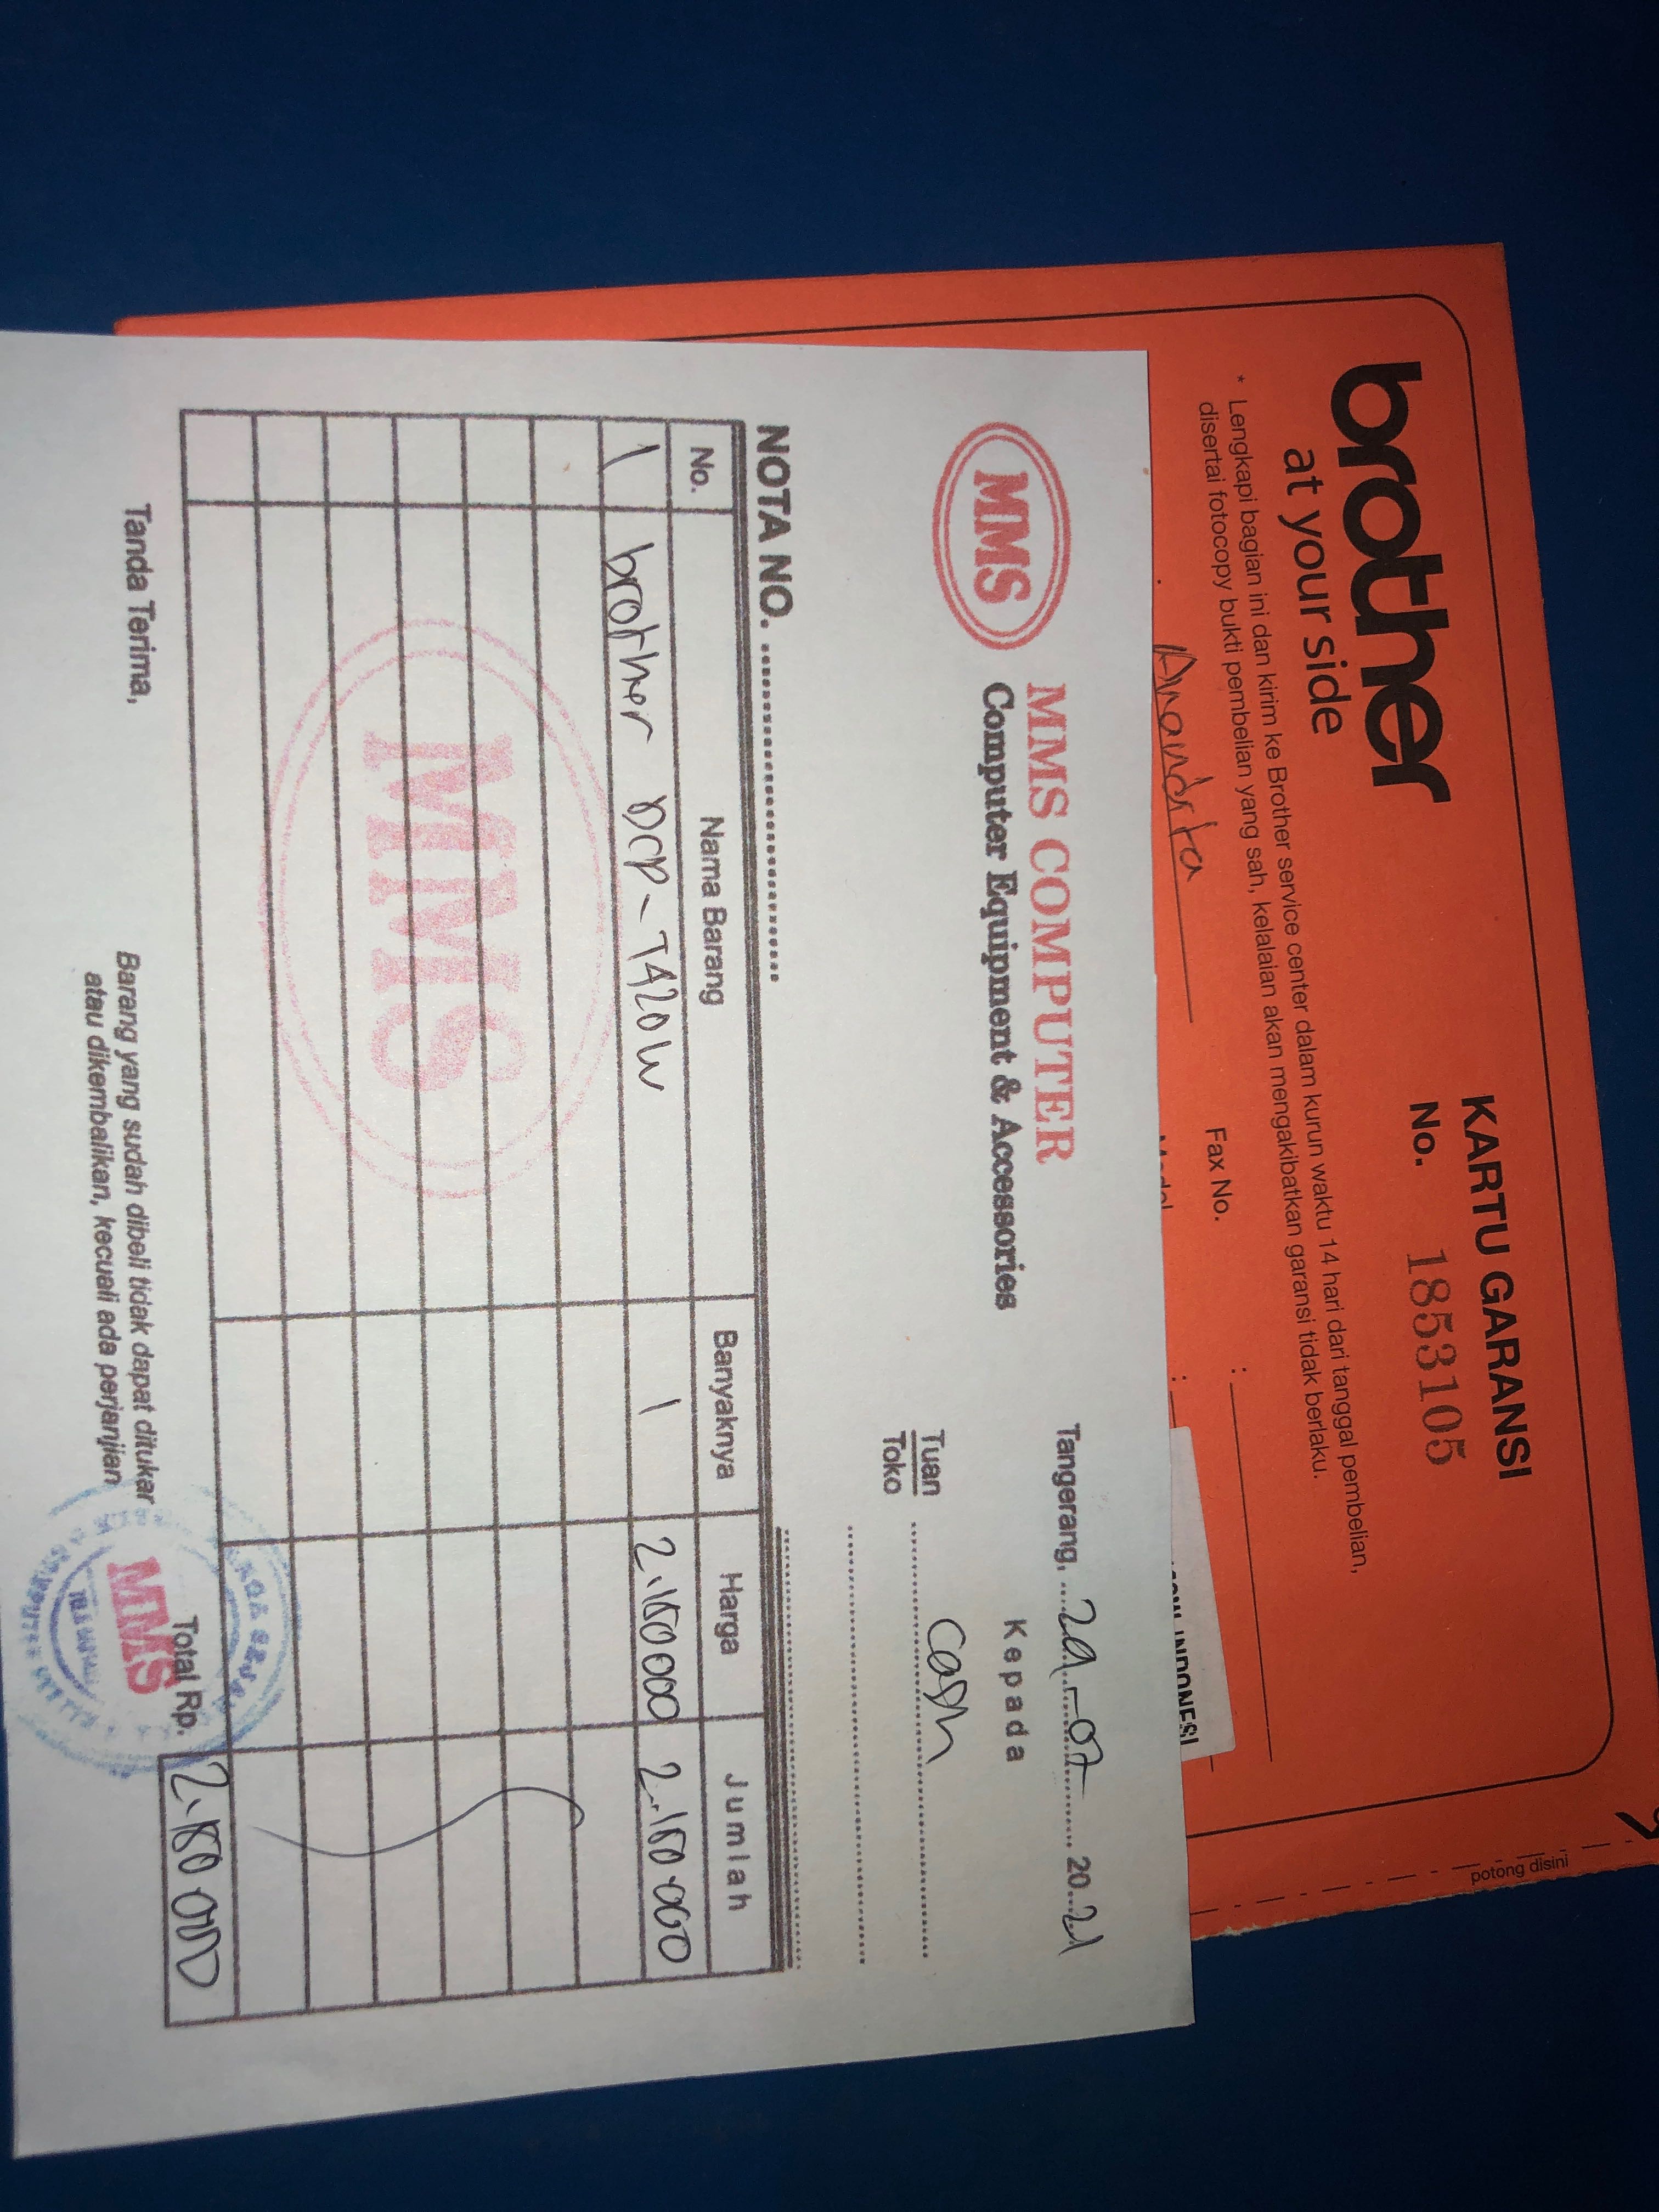 brother
at your side
KARTU GARANSI
No. 1853105
* Lengkapi bagian ini dan kirim ke Brother service center dalam kurun waktu 14 hari dari tanggal pembelian,
disertai fotocopy bukti pembelian yang sah, kelalaian akan mengakibatkan garansi tidak berlaku.
Fax No. :
potong disini
MMS
MMS COMPUTER
Computer Equipment & Accessories
Tangerang, 29-07 2021
Kepada
Tuan
Toko
Cash
NOTA NO.
No. Nama Barang Banyaknya Harga Jumlah
1 brother DCP-T420W 1 2.150000 2.150.000
MMS
Total Rp. 2.150.000
Tanda Terima,
Barang yang sudah dibeli tidak dapat ditukar
atau dikembalikan, kecuali ada perjanjian
MMS